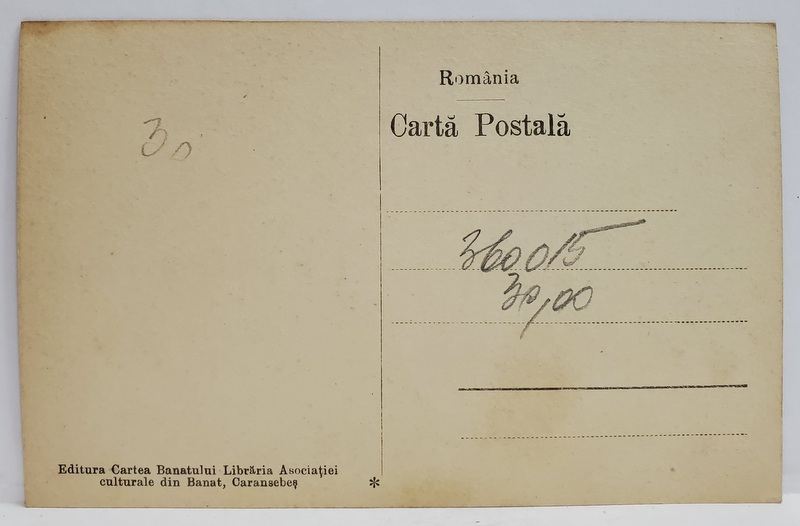 30
România
Cartă Postală
360015
30,00
Editura Cartea Banatului Librăria Asociației
culturale din Banat, Caransebeș
*